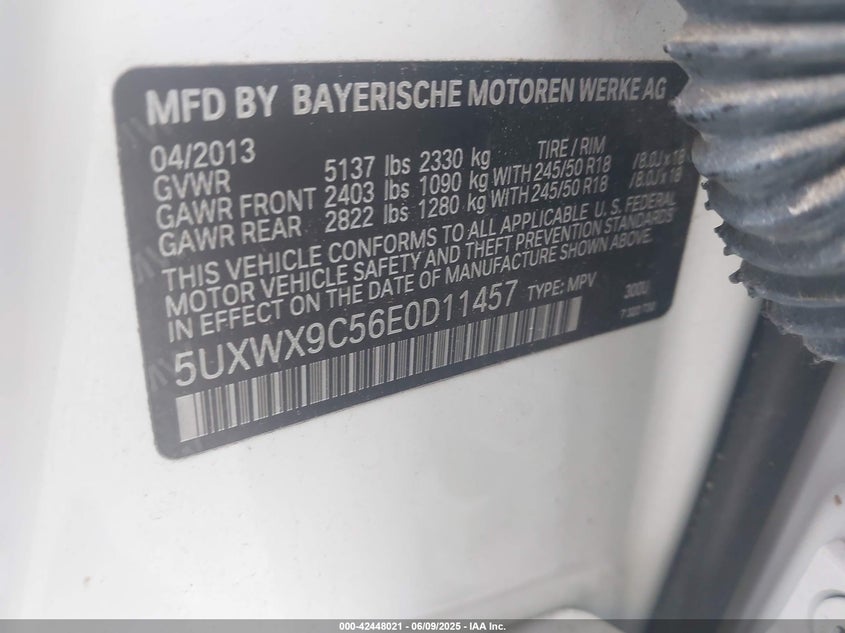 MFD BY BAYERISCHE MOTOREN WERKE AG
04/2013 TIRE / RIM
GVWR 5137 lbs 2330 kg
GAWR FRONT 2403 lbs 1090 kg WITH 245/50 R18 /8.0J x 18
GAWR REAR 2822 lbs 1280 kg WITH 245/50 R18 /8.0J x 18
THIS VEHICLE CONFORMS TO ALL APPLICABLE U. S. FEDERAL
MOTOR VEHICLE SAFETY AND THEFT PREVENTION STANDARDS
IN EFFECT ON THE DATE OF MANUFACTURE SHOWN ABOVE.
5UXWX9C56E0D11457 TYPE: MPV 300U
000-42448021 | 06/09/2025 - IAA Inc.